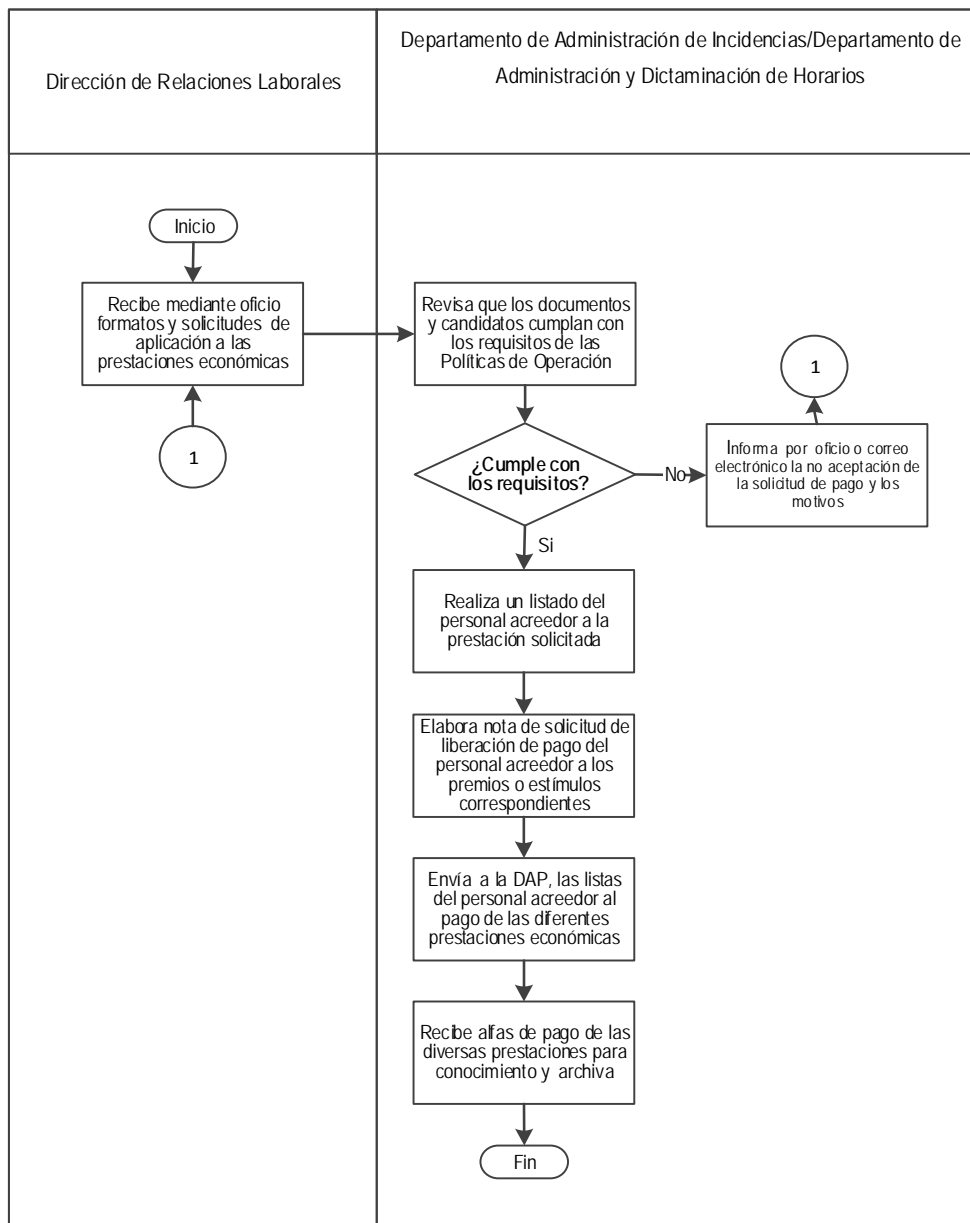 Dirección de Relaciones Laborales
Departamento de Administración de Incidencias/Departamento de
Administración y Dictaminación de Horarios
Inicio
Recibe mediante oficio
formatos y solicitudes de
aplicación a las
prestaciones económicas
1
Revisa que los documentos
y candidatos cumplan con
los requisitos de las
Políticas de Operación
¿Cumple con
los requisitos?
No
1
Informa por oficio o correo
electrónico la no aceptación de
la solicitud de pago y los
motivos
Si
Realiza un listado del
personal acreedor a la
prestación solicitada
Elabora nota de solicitud de
liberación de pago del
personal acreedor a los
premios o estímulos
correspondientes
Envía a la DAP, las listas
del personal acreedor al
pago de las diferentes
prestaciones económicas
Recibe alfas de pago de las
diversas prestaciones para
conocimiento y archiva
Fin